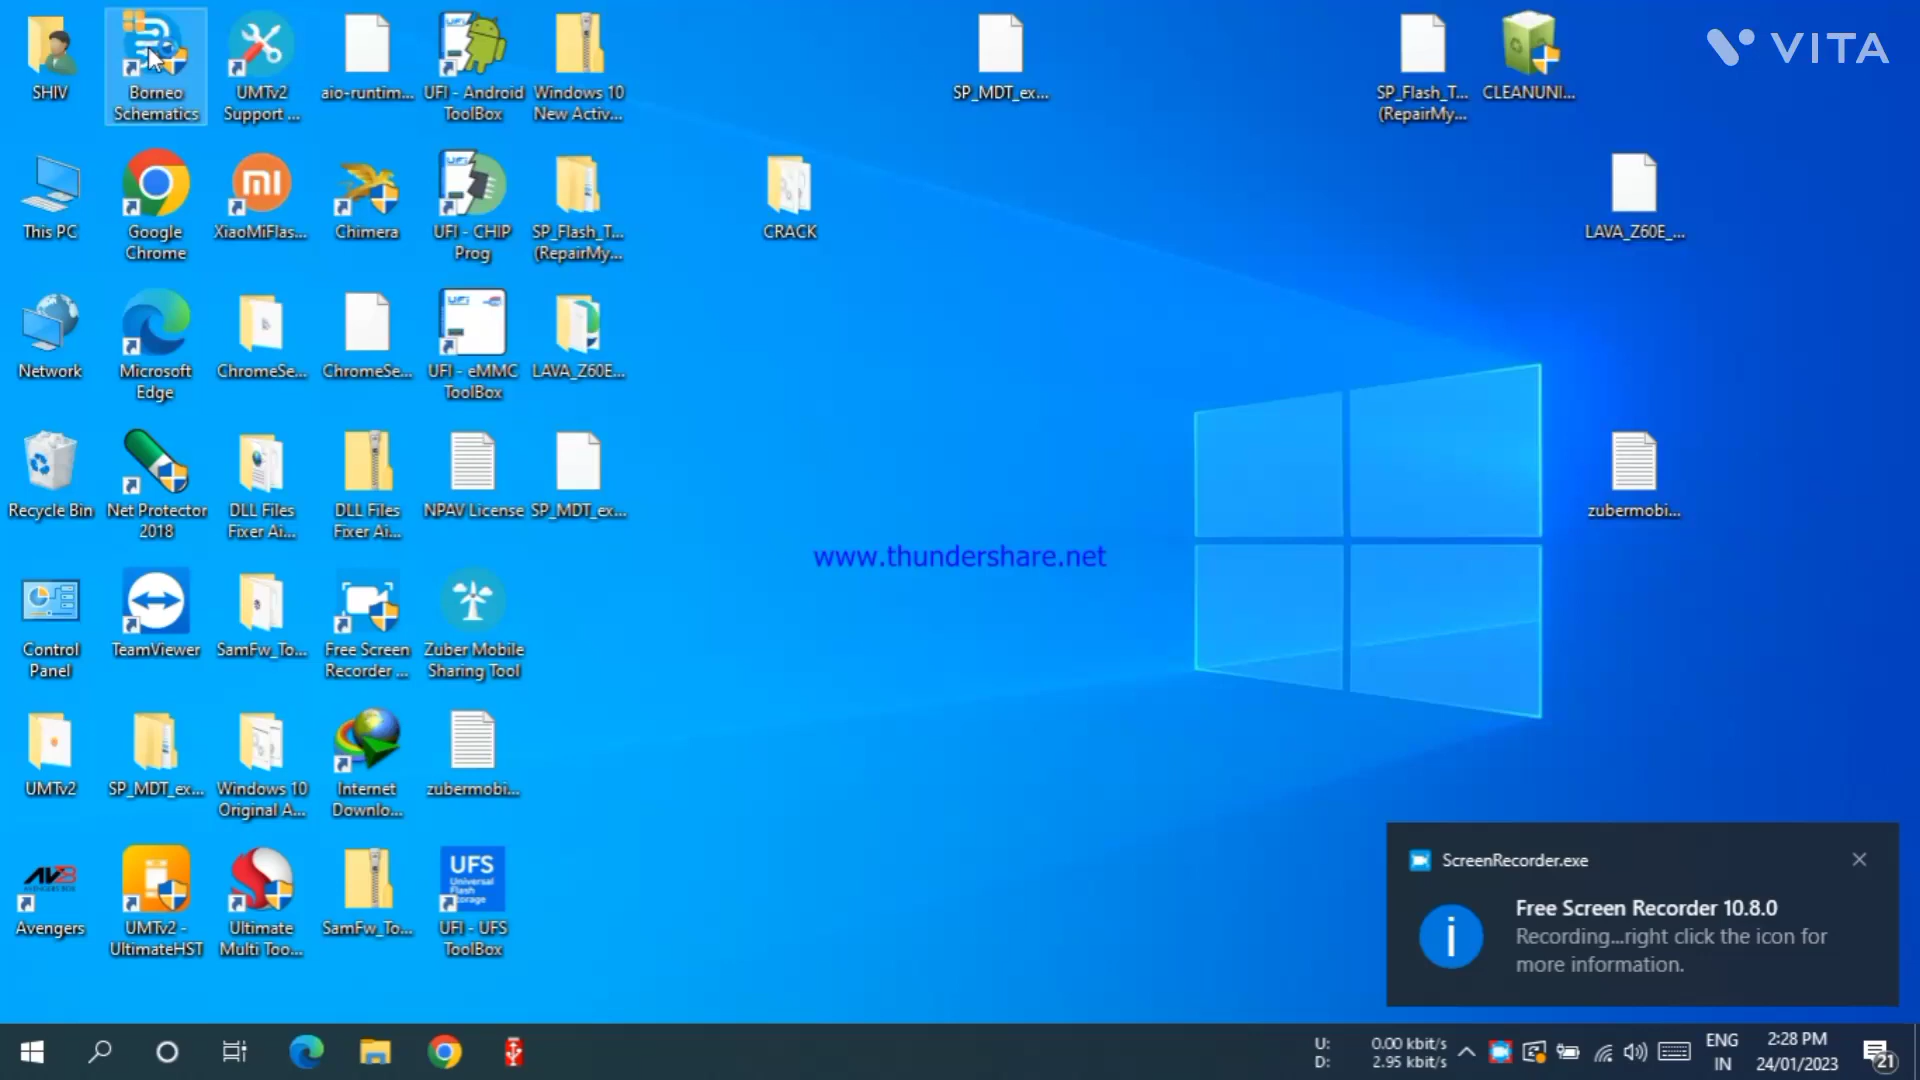 SHIV
Borneo
Schematics
UMTv2
Support ...
aio-runtim...
UFI - Android
ToolBox
Windows 10
New Activ...
SP_MDT_ex...
SP_Flash_T...
(RepairMy...
CLEANUNI...
VITA
This PC
Google
Chrome
XiaoMiFlas...
Chimera
UFI - CHIP
Prog
SP_Flash_T...
(RepairMy...
CRACK
LAVA_Z60E_...
Network
Microsoft
Edge
ChromeSe...
ChromeSe...
UFI - eMMC
ToolBox
LAVA_Z60E...
Recycle Bin
Net Protector
2018
DLL Files
Fixer Ai...
DLL Files
Fixer Ai...
NPAV License
SP_MDT_ex...
zubermobi...
www.thundershare.net
Control
Panel
TeamViewer
SamFw_To...
Free Screen
Recorder ...
Zuber Mobile
Sharing Tool
UMTv2
SP_MDT_ex...
Windows 10
Original A...
Internet
Downlo...
zubermobi...
Avengers
UMTv2 -
UltimateHST
Ultimate
Multi Too...
SamFw_To...
UFS
Universal
Flash
Storage
UFI - UFS
ToolBox
ScreenRecorder.exe
Free Screen Recorder 10.8.0
Recording...right click the icon for
more information.
U: 0.00 kbit/s
D: 2.95 kbit/s
ENG
IN
2:28 PM
24/01/2023
21